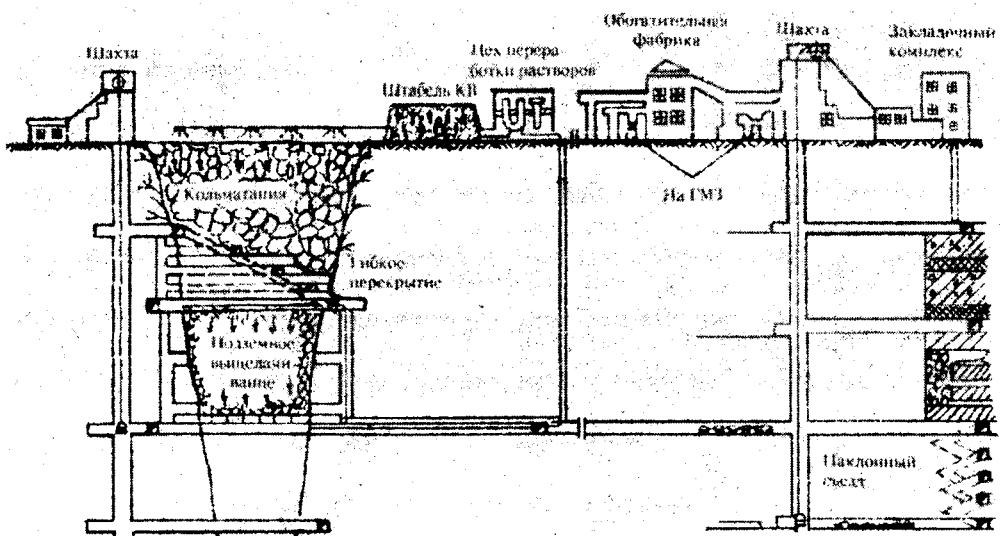 Шахта
Штабель КВ
Цех перера
ботки растворов
Обогатительная
фабрика
Шахта
Закладочный
комплекс
Кольматания
На ГМЗ
Гибкое
перекрытие
Подземное
выщелачи
вание
Наклонный
съезд